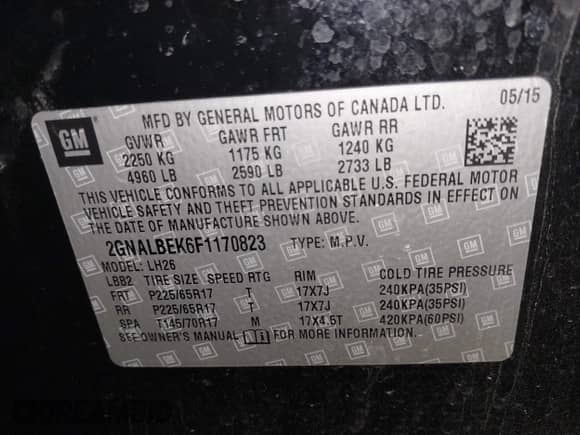 MFD BY GENERAL MOTORS OF CANADA LTD. 05/15
GM
GVWR GAWR FRT GAWR RR
2250 KG 1175 KG 1240 KG
4960 LB 2590 LB 2733 LB
THIS VEHICLE CONFORMS TO ALL APPLICABLE U.S. FEDERAL MOTOR
VEHICLE SAFETY AND THEFT PREVENTION STANDARDS IN EFFECT ON
THE DATE OF MANUFACTURE SHOWN ABOVE.
2GNALBEK6F1170823 TYPE: M.P.V.
MODEL: LH26
LBB2 TIRE SIZE SPEED RTG RIM COLD TIRE PRESSURE
FRT P225/65R17 T 17X7J 240KPA(35PSI)
RR P225/65R17 T 17X7J 240KPA(35PSI)
SPA T145/70R17 M 17X4.5T 420KPA(60PSI)
SEE OWNER'S MANUAL FOR MORE INFORMATION.